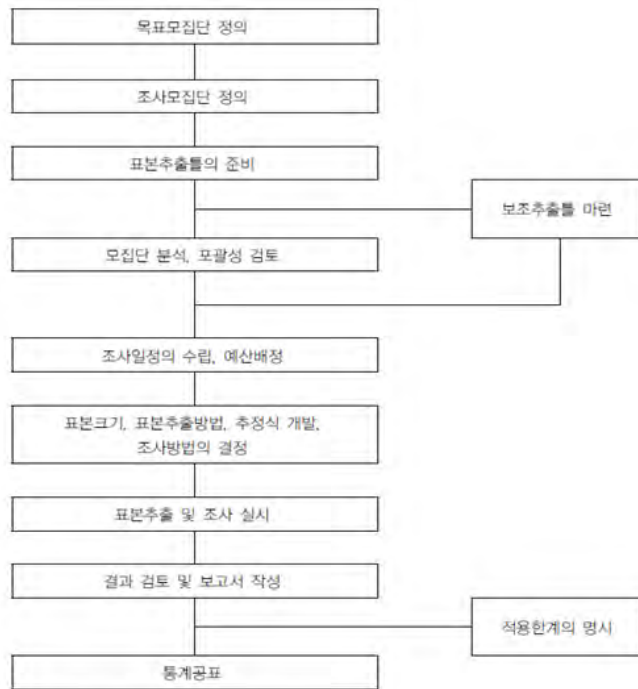 목표모집단 정의
조사모집단 정의
표본추출틀의 준비
보조추출틀 마련
모집단 분석, 포괄성 검토
조사일정의 수립, 예산배정
표본크기, 표본추출방법, 추정식 개발,
조사방법의 결정
표본추출 및 조사 실시
결과 검토 및 보고서 작성
적용한계의 명시
통계공표